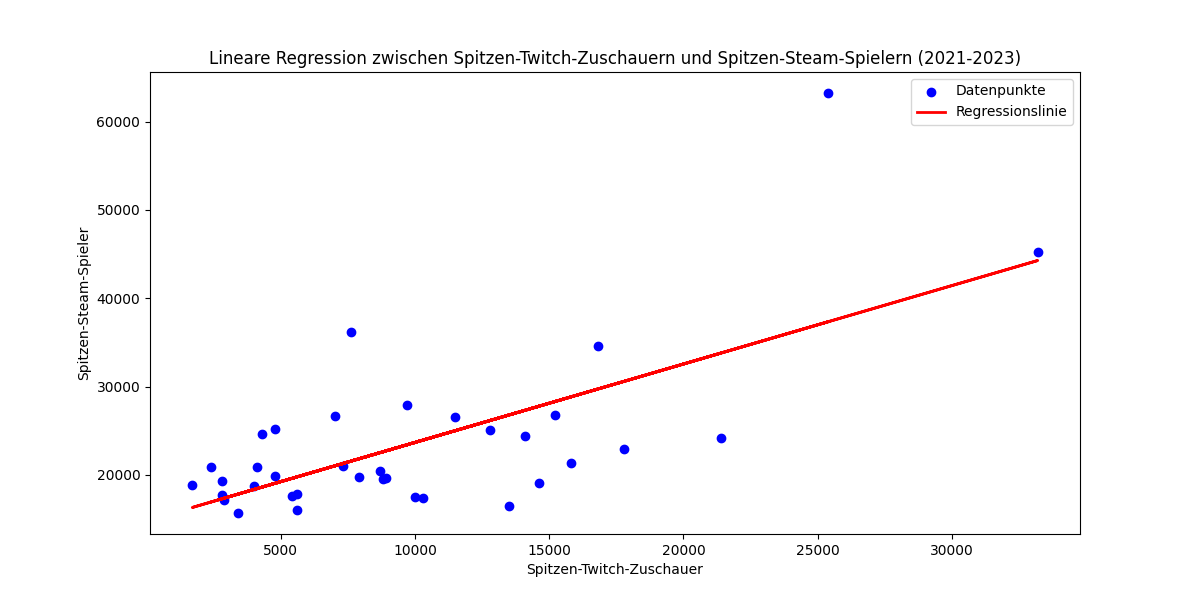 Lineare Regression zwischen Spitzen-Twitch-Zuschauern und Spitzen-Steam-Spielern (2021-2023)
Datenpunkte
Regressionslinie
60000
50000
40000
30000
20000
Spitzen-Steam-Spieler
5000 10000 15000 20000 25000 30000
Spitzen-Twitch-Zuschauer